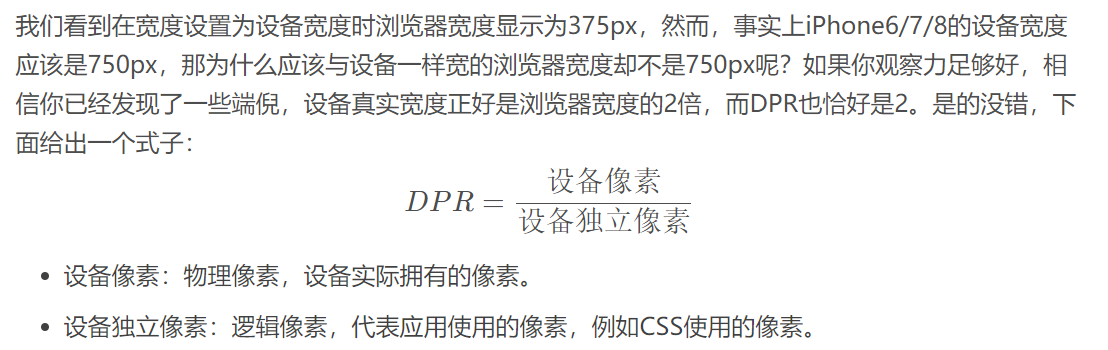 我们看到在宽度设置为设备宽度时浏览器宽度显示为375px，然而，事实上iPhone6/7/8的设备宽度
应该是750px，那为什么应该与设备一样宽的浏览器宽度却不是750px呢？如果你观察力足够好，相
信你已经发现了一些端倪，设备真实宽度正好是浏览器宽度的2倍，而DPR也恰好是2。是的没错，下
面给出一个式子：
DPR = 设备像素 / 设备独立像素
• 设备像素：物理像素，设备实际拥有的像素。
• 设备独立像素：逻辑像素，代表应用使用的像素，例如CSS使用的像素。